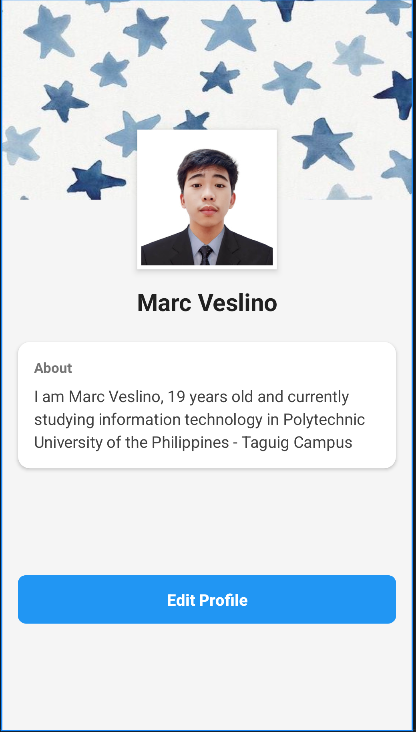 Marc Veslino
About
I am Marc Veslino, 19 years old and currently
studying information technology in Polytechnic
University of the Philippines - Taguig Campus
Edit Profile